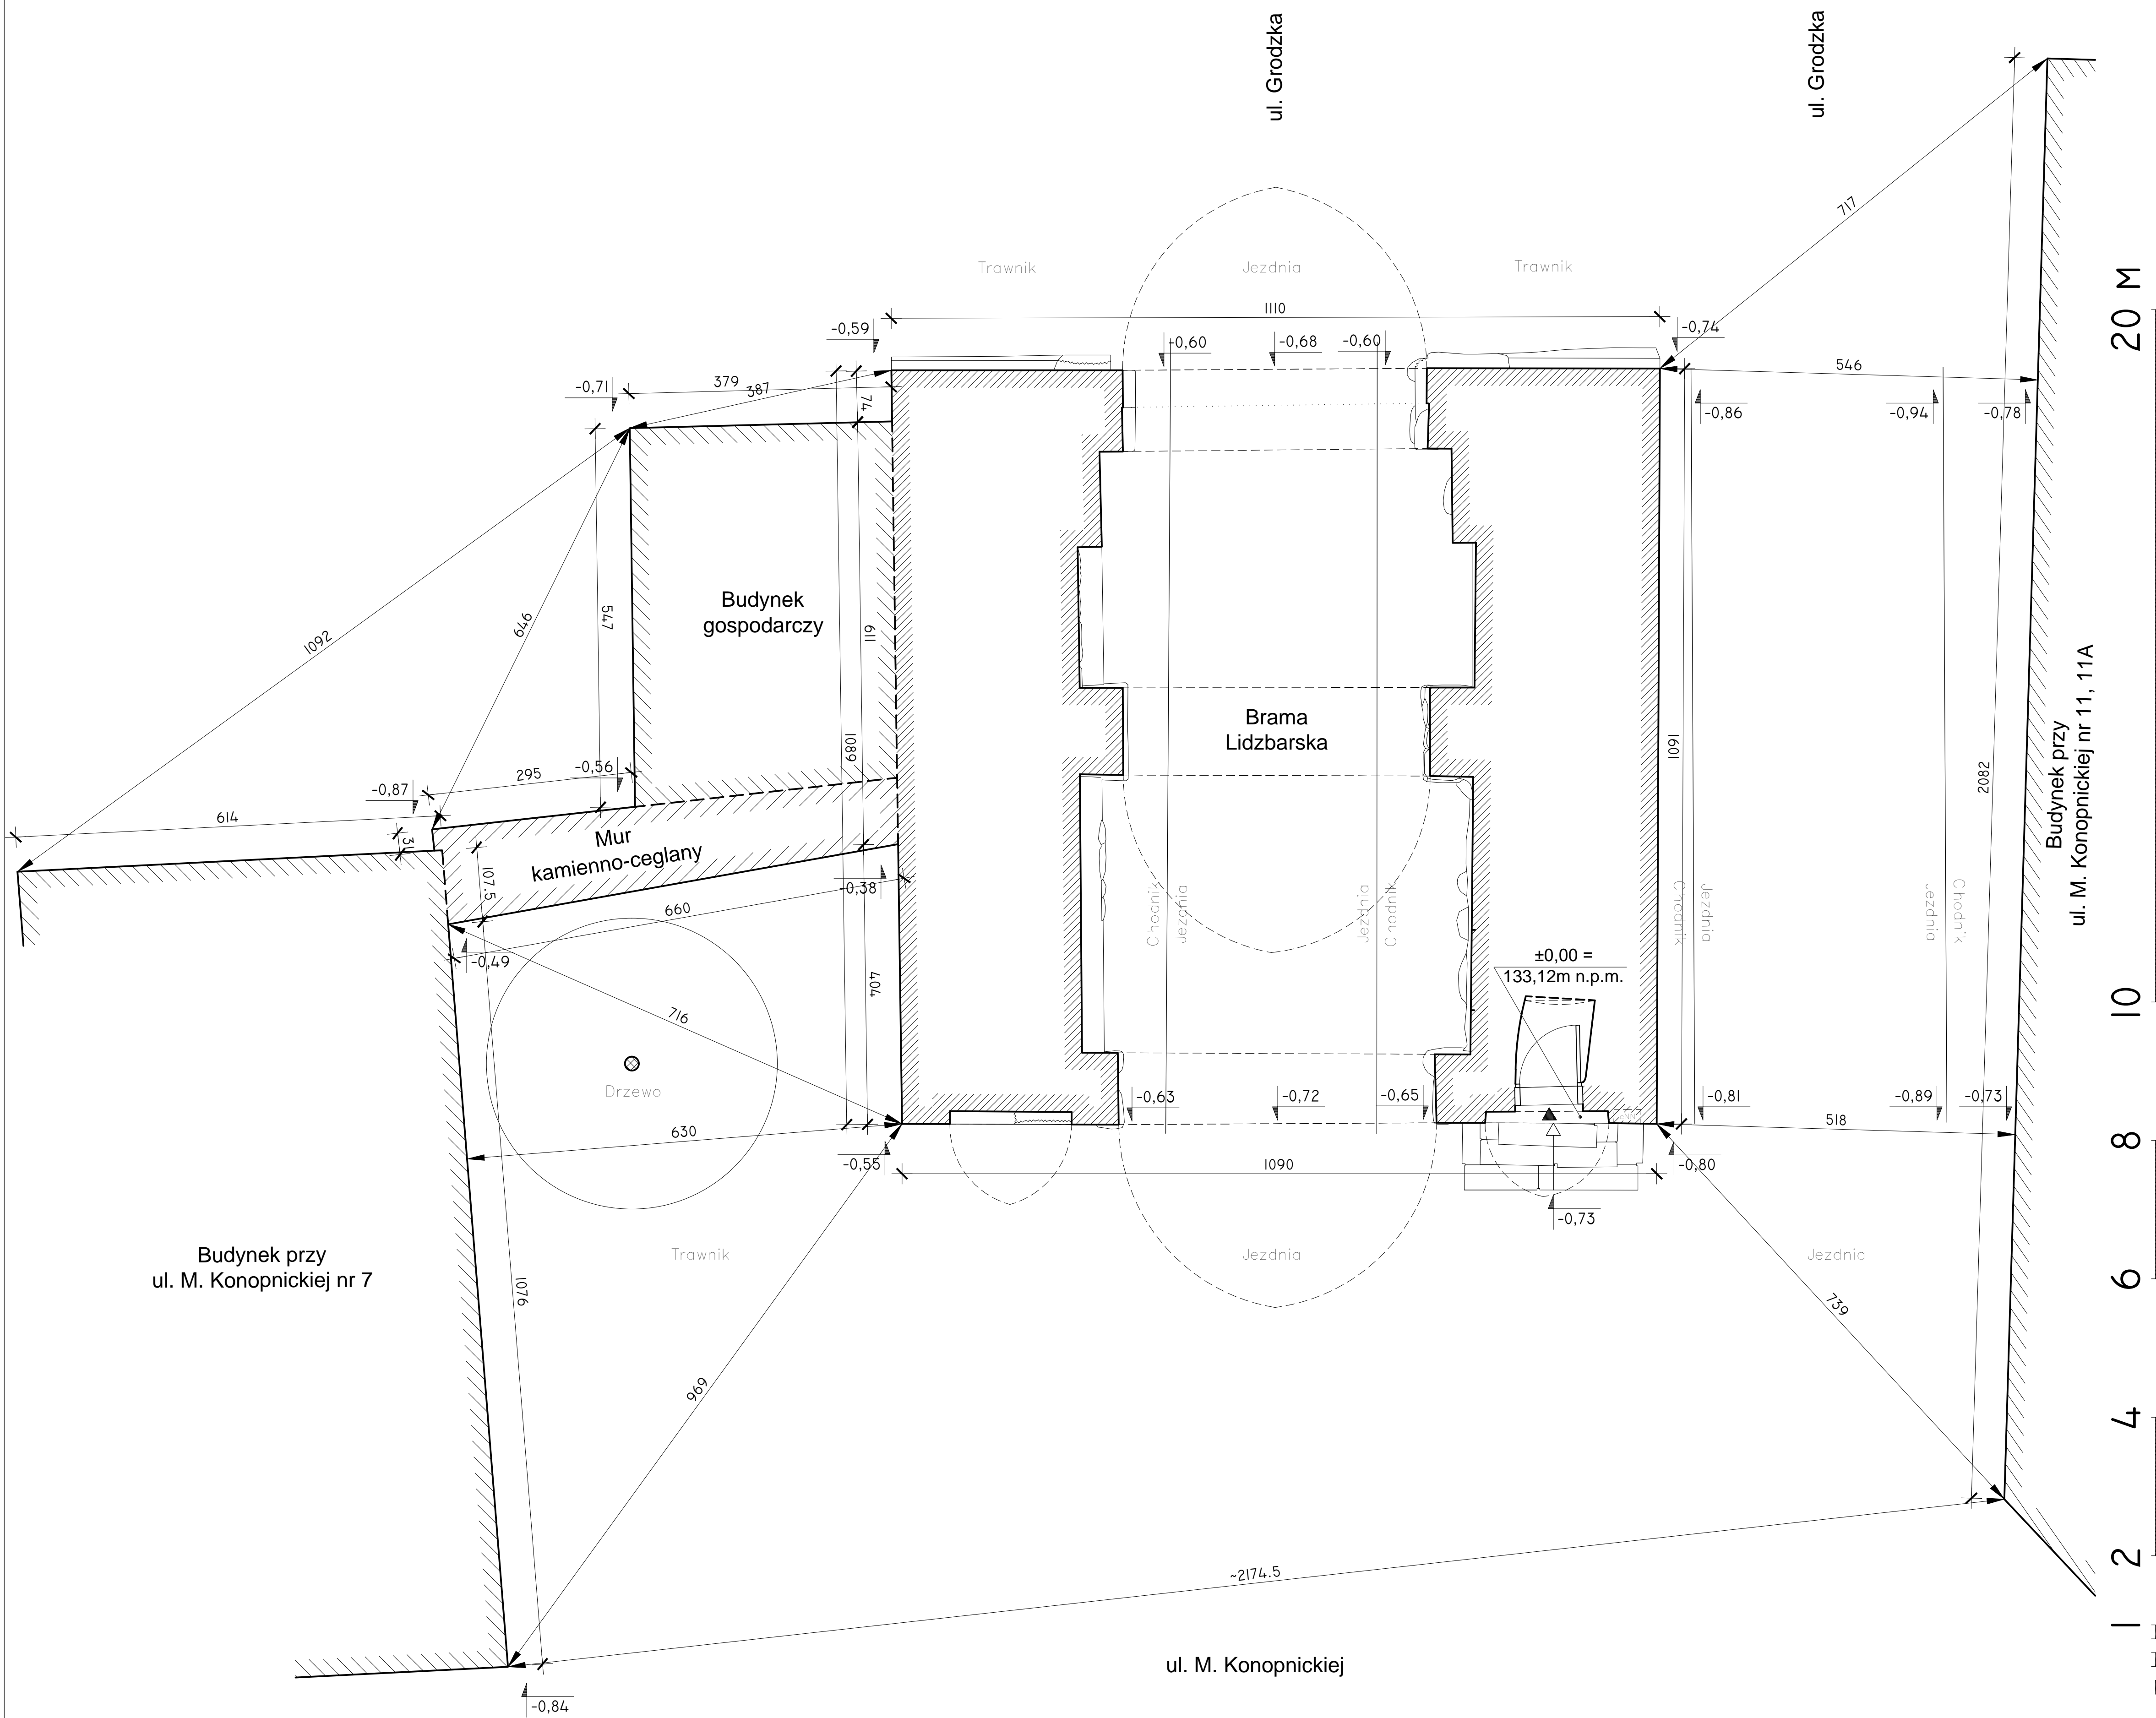 ul. Grodzka
ul. Grodzka
717
Trawnik
Jezdnia
Trawnik
1110
-0,59
-0,60
-0,68
-0,60
-0,74
20 M
546
379
387
-0,71
74
-0,86
-0,94
-0,78
1092
646
547
Budynek
gospodarczy
611
1089
Brama
Lidzbarska
1601
2082
Budynek przy
ul. M. Konopnickiej nr 11, 11A
295
-0,56
-0,87
614
31
Mur
kamienno-ceglany
107.5
-0,38
660
-0,49
Chodnik
Jezdnia
Jezdnia
Chodnik
Chodnik
Jezdnia
Jezdnia
Chodnik
±0,00 =
133,12m n.p.m.
404
716
10
Drzewo
-0,63
-0,72
-0,65
-0,81
-0,89
-0,73
518
630
-0,55
1090
-0,80
8
-0,73
Budynek przy
ul. M. Konopnickiej nr 7
Trawnik
Jezdnia
Jezdnia
6
1076
739
969
4
~2174.5
2
1
ul. M. Konopnickiej
-0,84